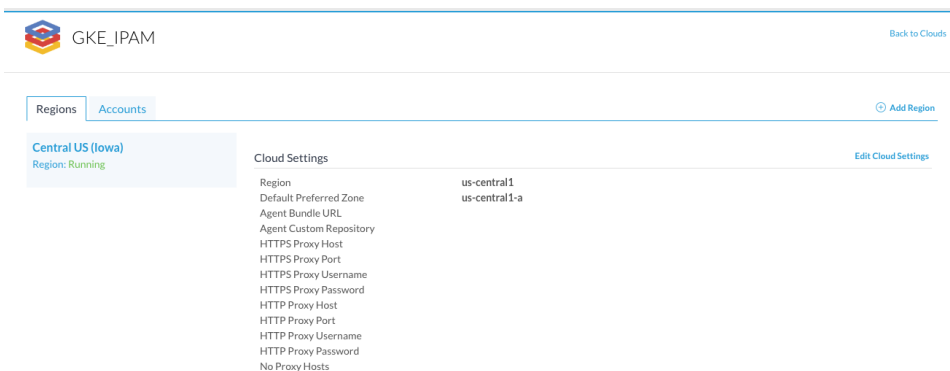 GKE_IPAM
Back to Clouds
Regions Accounts
Add Region
Central US (Iowa)
Region: Running
Cloud Settings
Edit Cloud Settings
Region us-central1
Default Preferred Zone us-central1-a
Agent Bundle URL
Agent Custom Repository
HTTPS Proxy Host
HTTPS Proxy Port
HTTPS Proxy Username
HTTPS Proxy Password
HTTP Proxy Host
HTTP Proxy Port
HTTP Proxy Username
HTTP Proxy Password
No Proxy Hosts